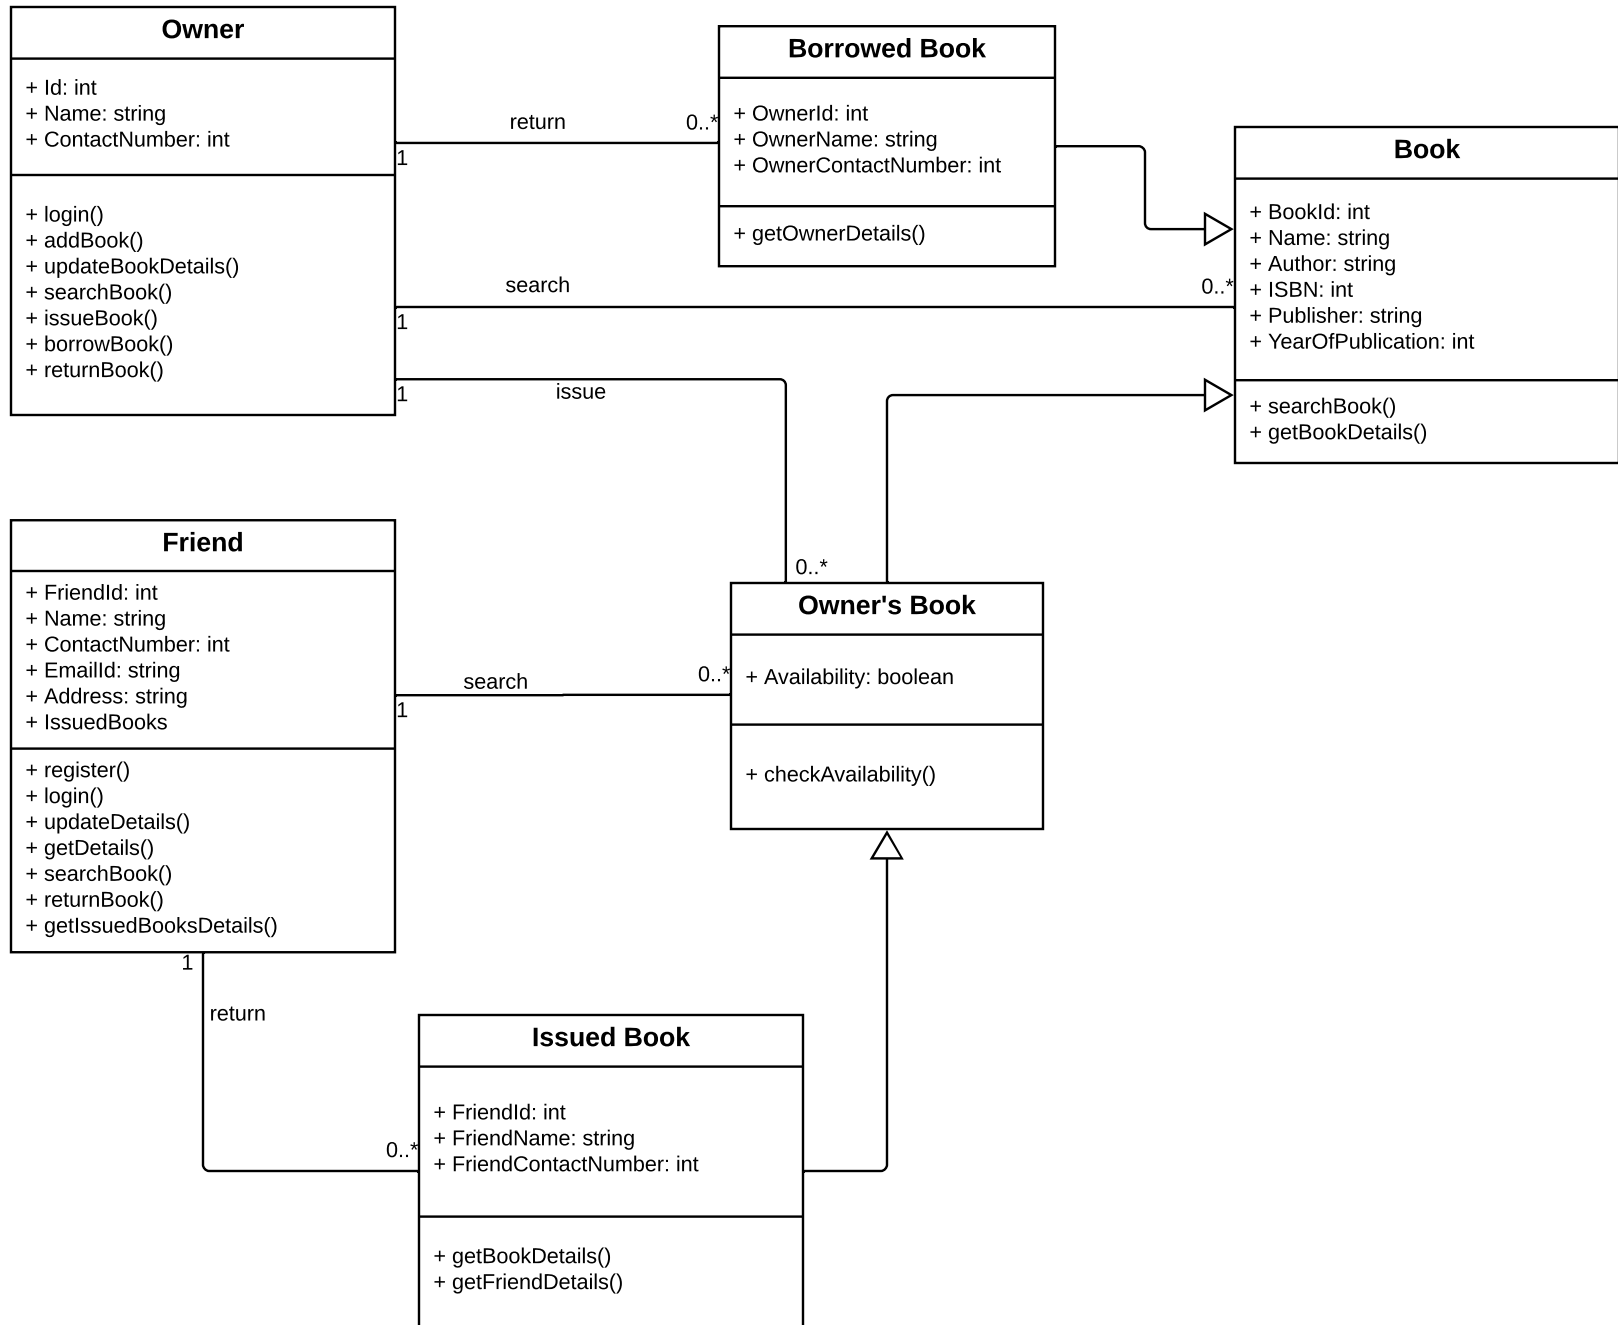 Owner
+ Id: int
+ Name: string
+ ContactNumber: int
+ login()
+ addBook()
+ updateBookDetails()
+ searchBook()
+ issueBook()
+ borrowBook()
+ returnBook()
return
1
0..*
Borrowed Book
+ OwnerId: int
+ OwnerName: string
+ OwnerContactNumber: int
+ getOwnerDetails()
search
1
0..*
Book
+ BookId: int
+ Name: string
+ Author: string
+ ISBN: int
+ Publisher: string
+ YearOfPublication: int
+ searchBook()
+ getBookDetails()
issue
1
0..*
Friend
+ FriendId: int
+ Name: string
+ ContactNumber: int
+ EmailId: string
+ Address: string
+ IssuedBooks
+ register()
+ login()
+ updateDetails()
+ getDetails()
+ searchBook()
+ returnBook()
+ getIssuedBooksDetails()
search
1
0..*
Owner's Book
+ Availability: boolean
+ checkAvailability()
1
return
0..*
Issued Book
+ FriendId: int
+ FriendName: string
+ FriendContactNumber: int
+ getBookDetails()
+ getFriendDetails()